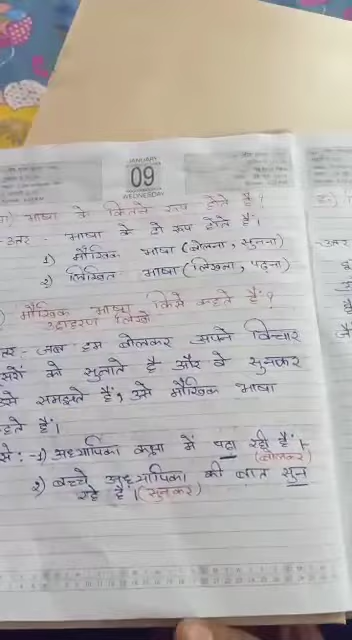 JANUARY
09
WEDNESDAY
भाषा के कितने रूप होते हैं?
उत्तर - भाषा के दो रूप होते हैं।
1) मौखिक भाषा (बोलना, सुनना)
2) लिखित भाषा (लिखना, पढ़ना)
मौखिक भाषा किसे कहते हैं?
उदाहरण लिखो
जब हम बोलकर अपने विचार
को सुनाते है और वे सुनकर
समझते हैं, उसे मौखिक भाषा
कहते हैं।
1) अध्यापिका कक्षा में पढ़ा रही है।
(बोलकर)
2) बच्चे अध्यापिका की बात सुन
रहे है। (सुनकर)